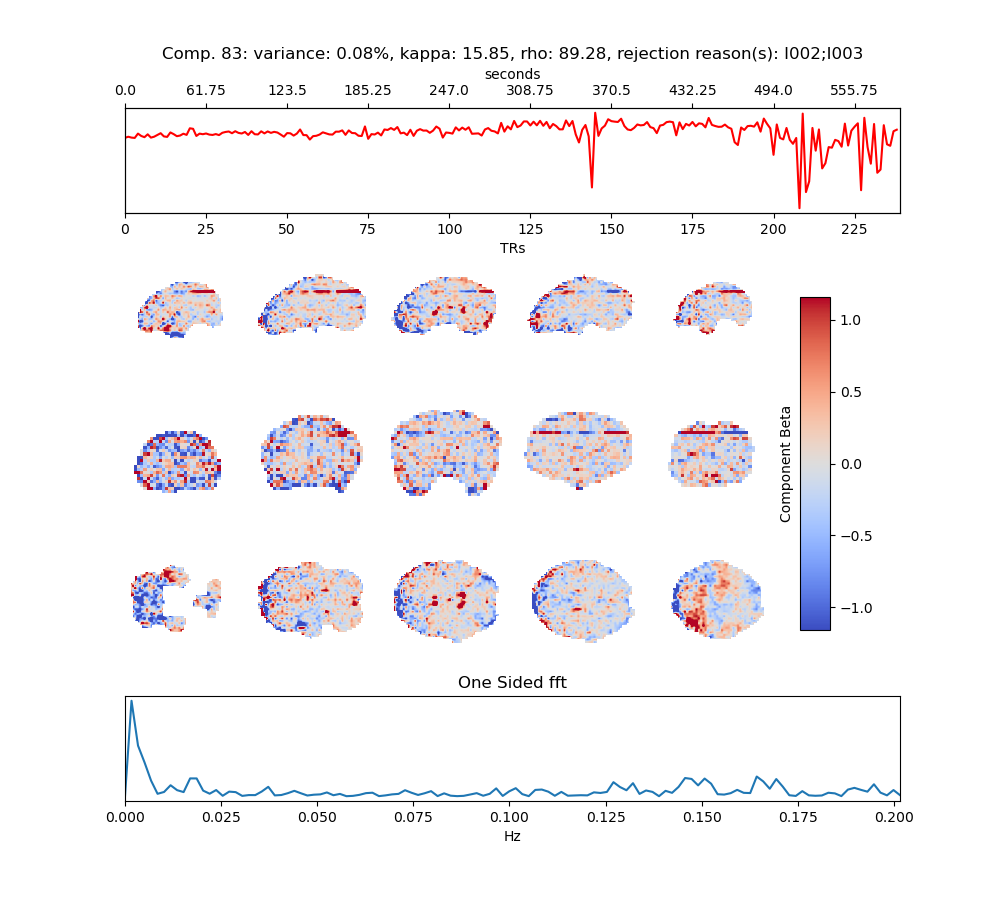 Comp. 83: variance: 0.08%, kappa: 15.85, rho: 89.28, rejection reason(s): I002;I003
seconds
0.0 61.75 123.5 185.25 247.0 308.75 370.5 432.25 494.0 555.75
0 25 50 75 100 125 150 175 200 225
TRs
1.0
0.5
0.0
−0.5
−1.0
Component Beta
One Sided fft
0.000 0.025 0.050 0.075 0.100 0.125 0.150 0.175 0.200
Hz